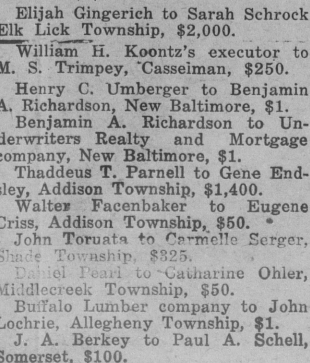 Elijah Gingerich to Sarah Schrock
Elk Lick Township, $2,000.
William H. Koontz's executor to
M. S. Trimpey, Casselman, $250.
Henry C. Umberger to Benjamin
A. Richardson, New Baltimore, $1.
Benjamin A. Richardson to Un-
derwriters Realty and Mortgage
company, New Baltimore, $1.
Thaddeus T. Parnell to Gene End-
sley, Addison Township, $1,400.
Walter Facenbaker to Eugene
Criss, Addison Township, $50.
John Toruata to Carmelle Serger,
Shade Township, $325.
Daniel Pearl to Catharine Ohler,
Middlecreek Township, $50.
Buffalo Lumber company to John
Lochrie, Allegheny Township, $1.
J. A. Berkey to Paul A. Schell,
Somerset, $100.